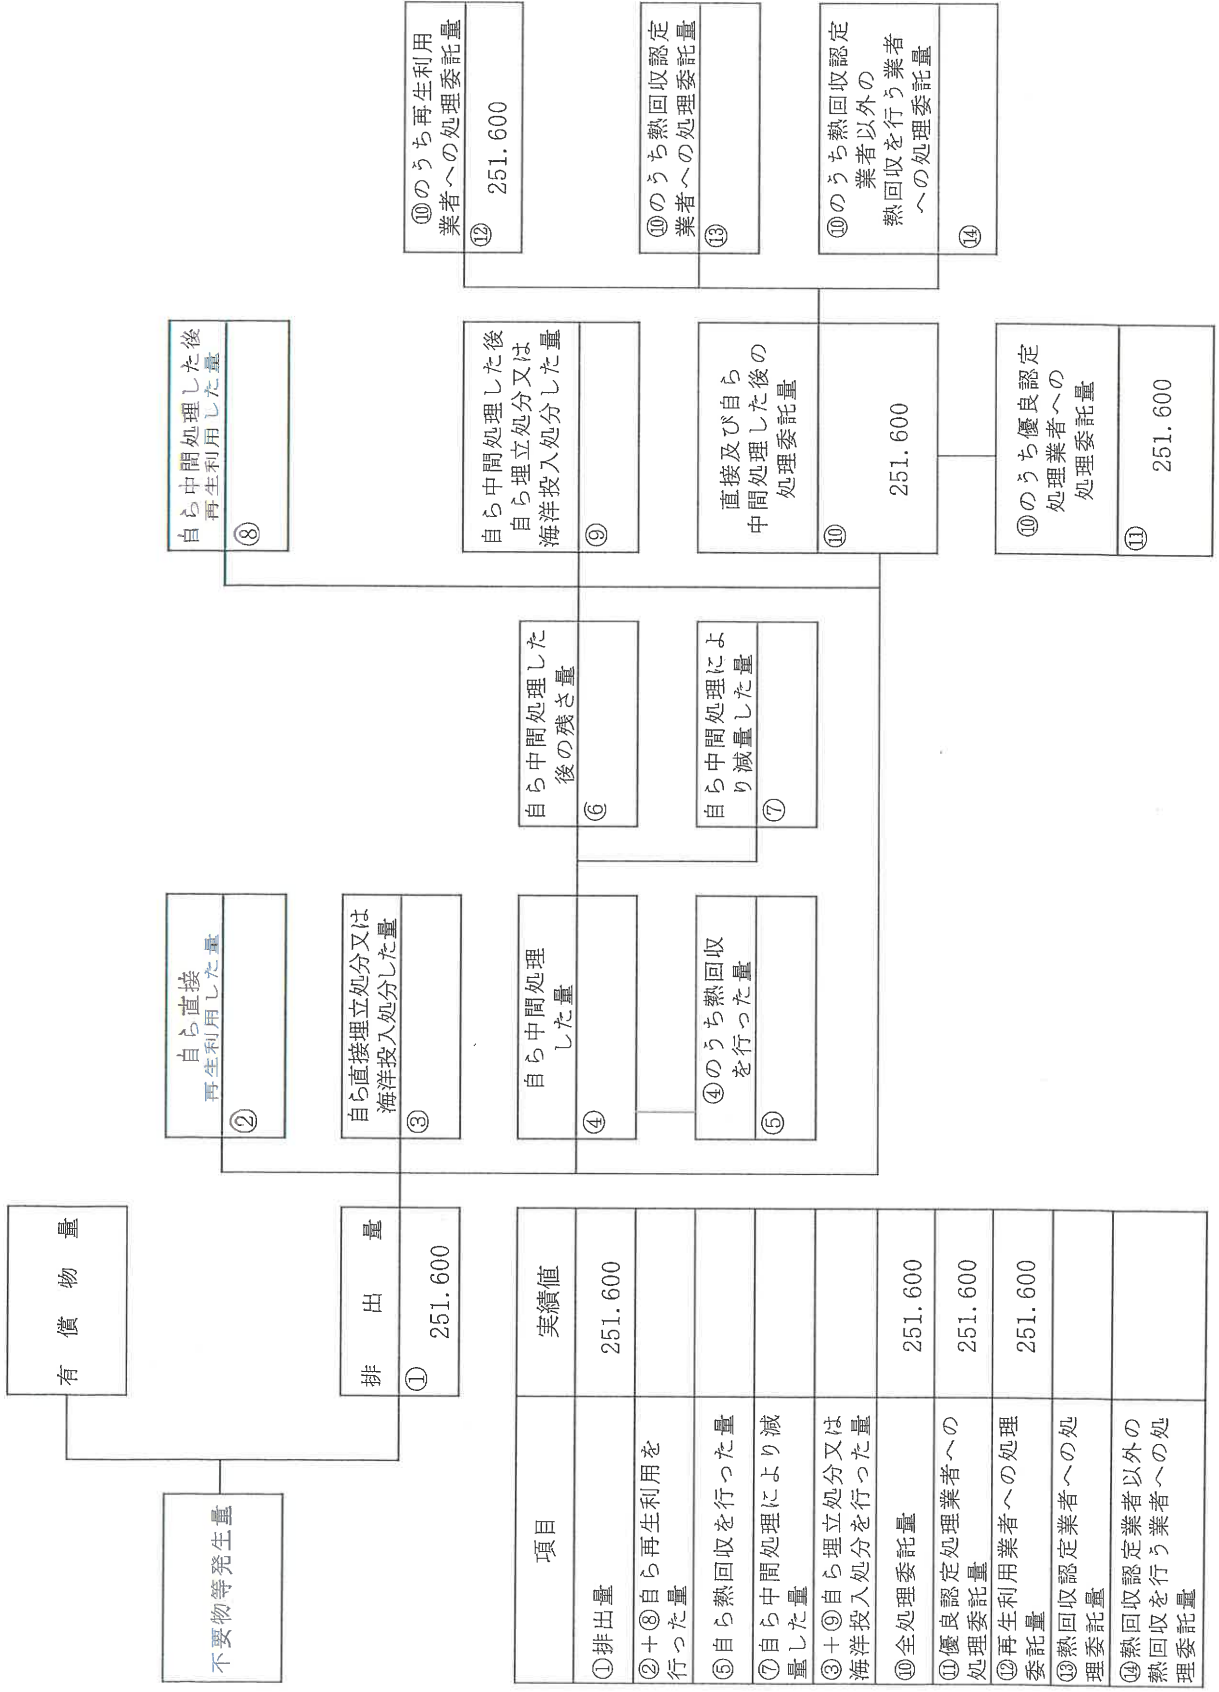 不要物等発生量
有償物量
排出量
①
251.600
自ら直接
再生利用した量
②
自ら直接埋立処分又は
海洋投入処分した量
③
自ら中間処理
した量
④
④のうち熱回収
を行った量
⑤
自ら中間処理した
後の残さ量
⑥
自ら中間処理によ
り減量した量
⑦
自ら中間処理した後
再生利用した量
⑧
自ら中間処理した後
自ら埋立処分又は
海洋投入処分した量
⑨
直接及び自ら
中間処理した後の
処理委託量
⑩
251.600
⑩のうち優良認定
処理業者への
処理委託量
⑪
251.600
⑩のうち再生利用
業者への処理委託量
⑫
251.600
⑩のうち熱回収認定
業者への処理委託量
⑬
⑩のうち熱回収認定
業者以外の
熱回収を行う業者
への処理委託量
⑭
項目
実績値
①排出量
251.600
②+⑧自ら再生利用を
行った量
⑤自ら熱回収を行った量
⑦自ら中間処理により減
量した量
③+⑨自ら埋立処分又は
海洋投入処分を行った量
⑩全処理委託量
251.600
⑪優良認定処理業者への
処理委託量
251.600
⑫再生利用業者への処理
委託量
251.600
⑬熱回収認定業者への処
理委託量
⑭熱回収認定業者以外の
熱回収を行う業者への処
理委託量